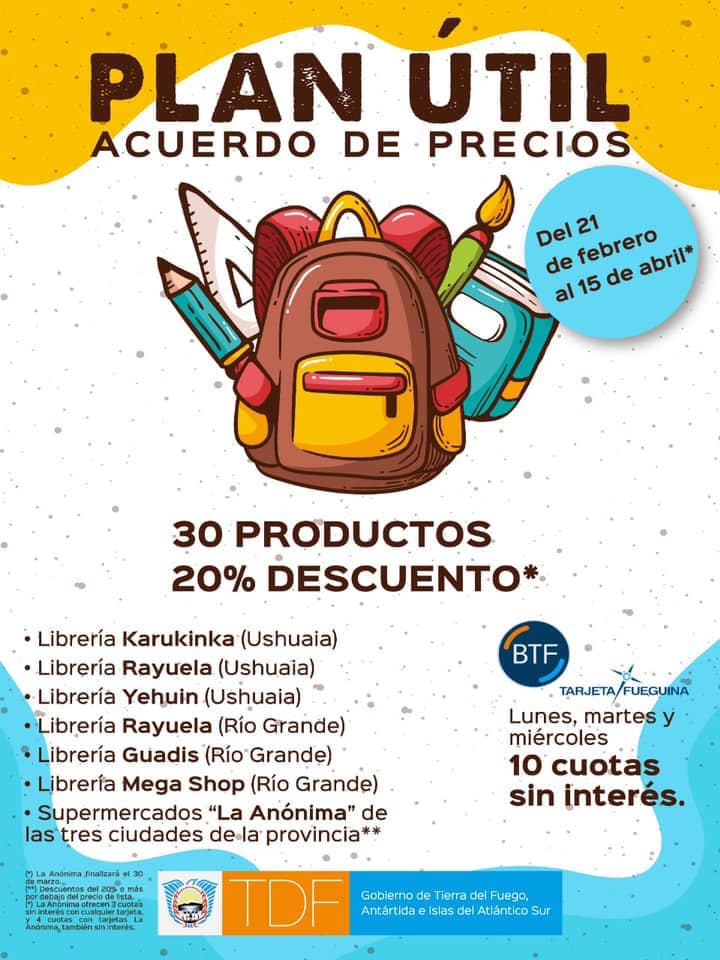 PLAN ÚTIL
ACUERDO DE PRECIOS
Del 21
de febrero
al 15 de abril*
30 PRODUCTOS
20% DESCUENTO*
• Librería Karukinka (Ushuaia)
• Librería Rayuela (Ushuaia)
• Librería Yehuin (Ushuaia)
• Librería Rayuela (Río Grande)
• Librería Guadis (Río Grande)
• Librería Mega Shop (Río Grande)
• Supermercados “La Anónima” de
las tres ciudades de la provincia**
BTF
TARJETA FUEGUINA
Lunes, martes y
miércoles
10 cuotas
sin interés.
(*) La Anónima finalizará el 30
de marzo.
(**) Descuentos del 20% o más
por debajo del precio de lista.
(*) La Anónima ofrecen 3 cuotas
sin interés con cualquier tarjeta,
y 4 cuotas con tarjetas La
Anónima, también sin interés.
TDF
Gobierno de Tierra del Fuego,
Antártida e Islas del Atlántico Sur